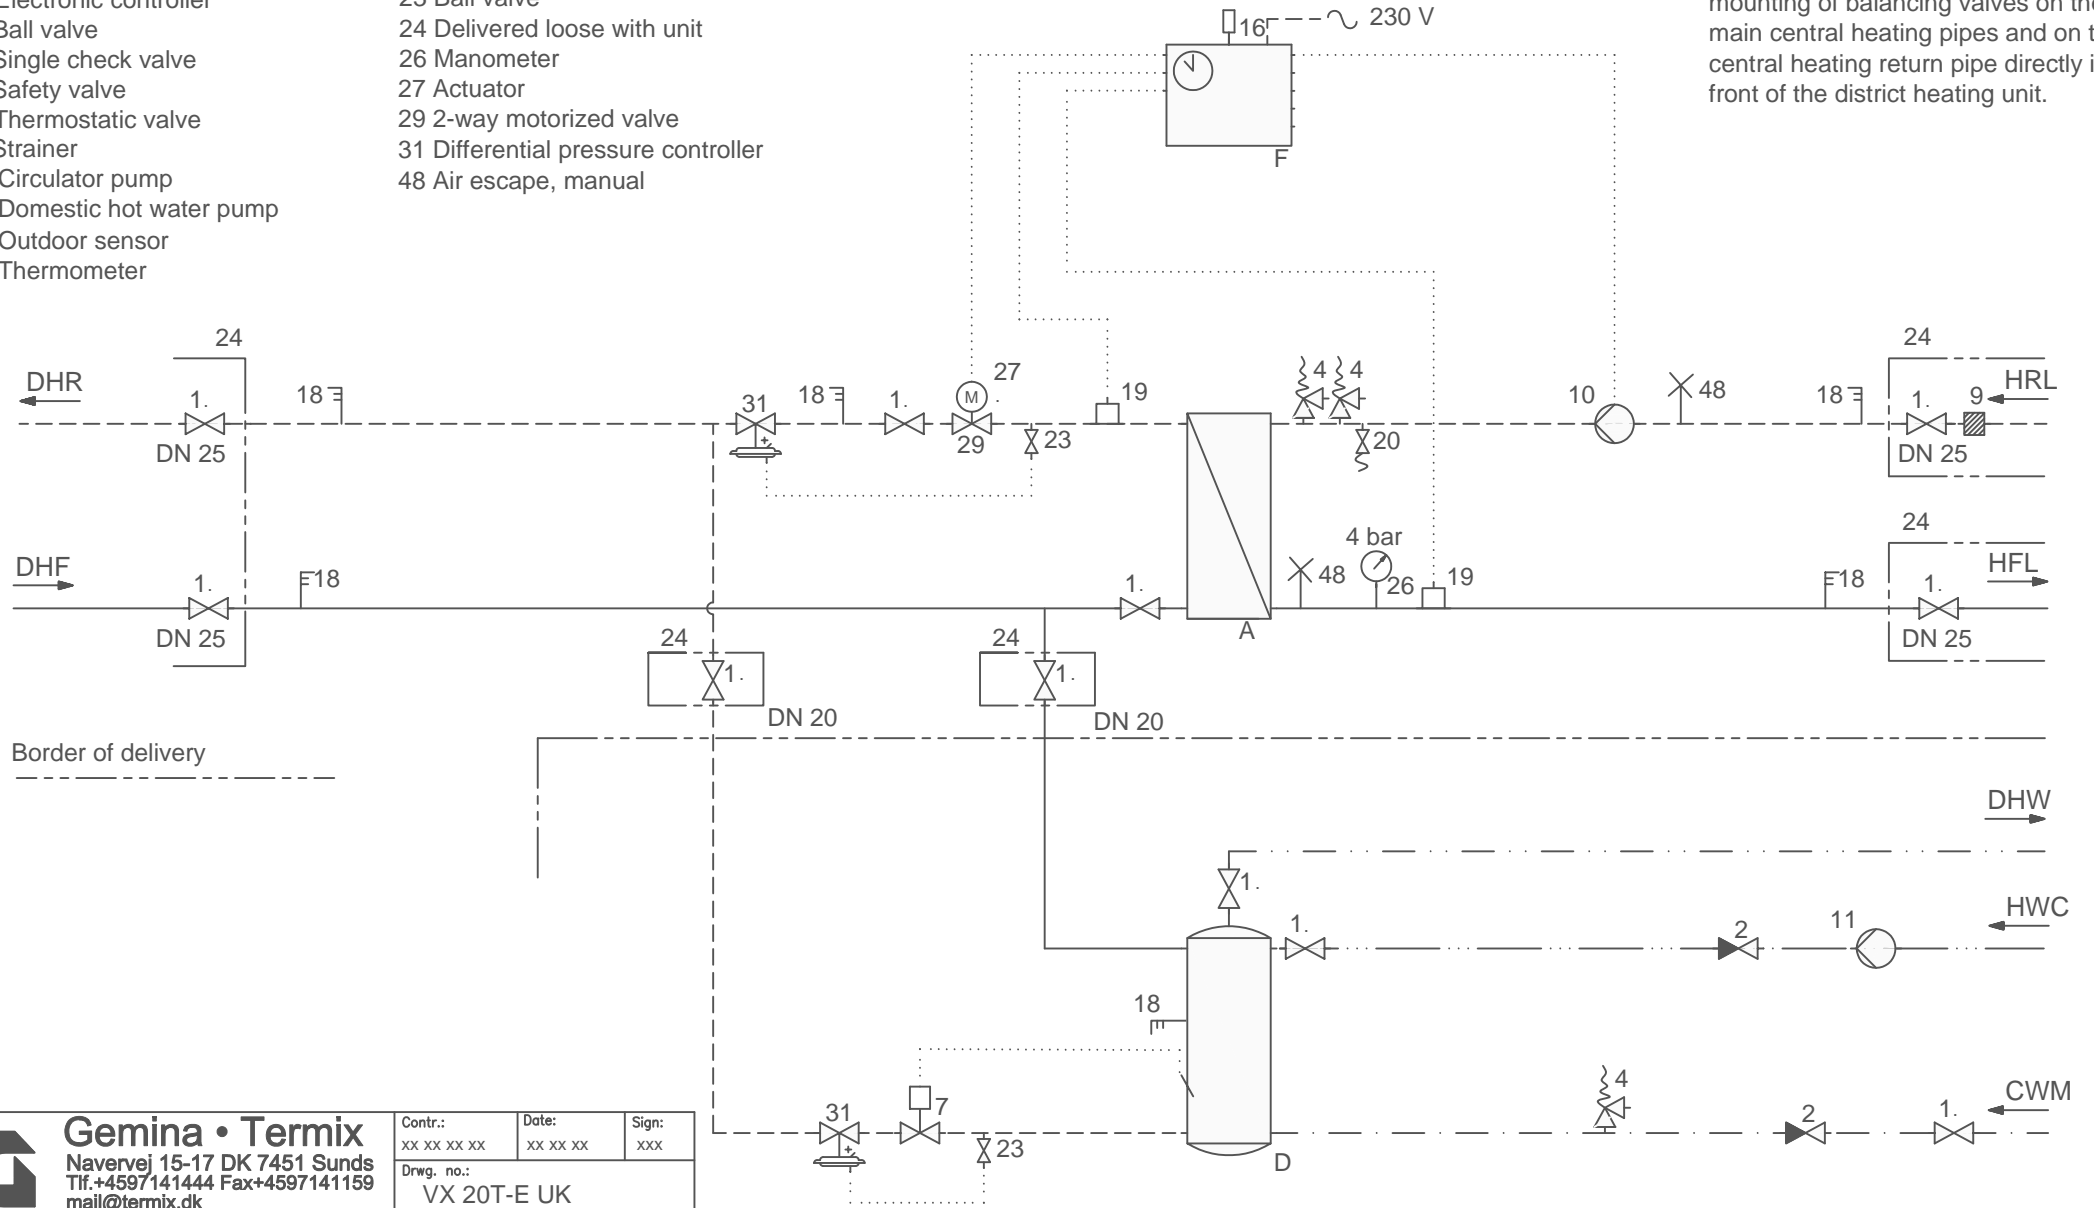 Electronic controller
Ball valve
Single check valve
Safety valve
Thermostatic valve
Strainer
Circulator pump
Domestic hot water pump
Outdoor sensor
Thermometer
23 Ball valve
24 Delivered loose with unit
26 Manometer
27 Actuator
29 2-way motorized valve
31 Differential pressure controller
48 Air escape, manual
mounting of balancing valves on the
main central heating pipes and on t
central heating return pipe directly i
front of the district heating unit.
16
230 V
F
24
DHR
1.
DN 25
18
31
18
1.
M
27
29
23
19
4
4
20
10
48
18
24
1.
9
HRL
DN 25
DHF
1.
DN 25
18
1.
A
48
4 bar
26
19
18
24
1.
HFL
DN 25
24
1.
DN 20
24
1.
DN 20
Border of delivery
DHW
1.
1.
2
11
HWC
18
31
7
23
D
4
2
1.
CWM
Gemina • Termix
Navervej 15-17 DK 7451 Sunds
Tlf.+4597141444 Fax+4597141159
mail@termix.dk
Contr.:
xx xx xx xx
Date:
xx xx xx
Sign:
xxx
Drwg. no.:
VX 20T-E UK